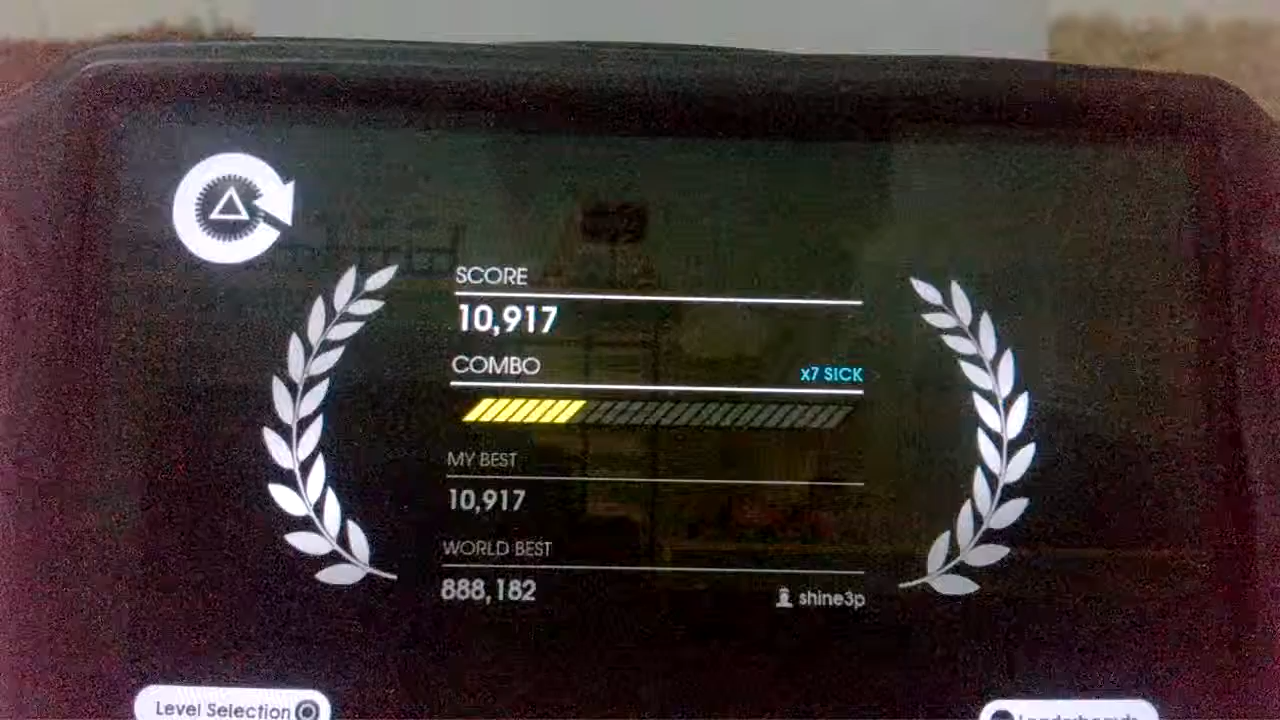 SCORE
10,917
COMBO
x7 SICK
MY BEST
10,917
WORLD BEST
888,182
shine3p
Level Selection